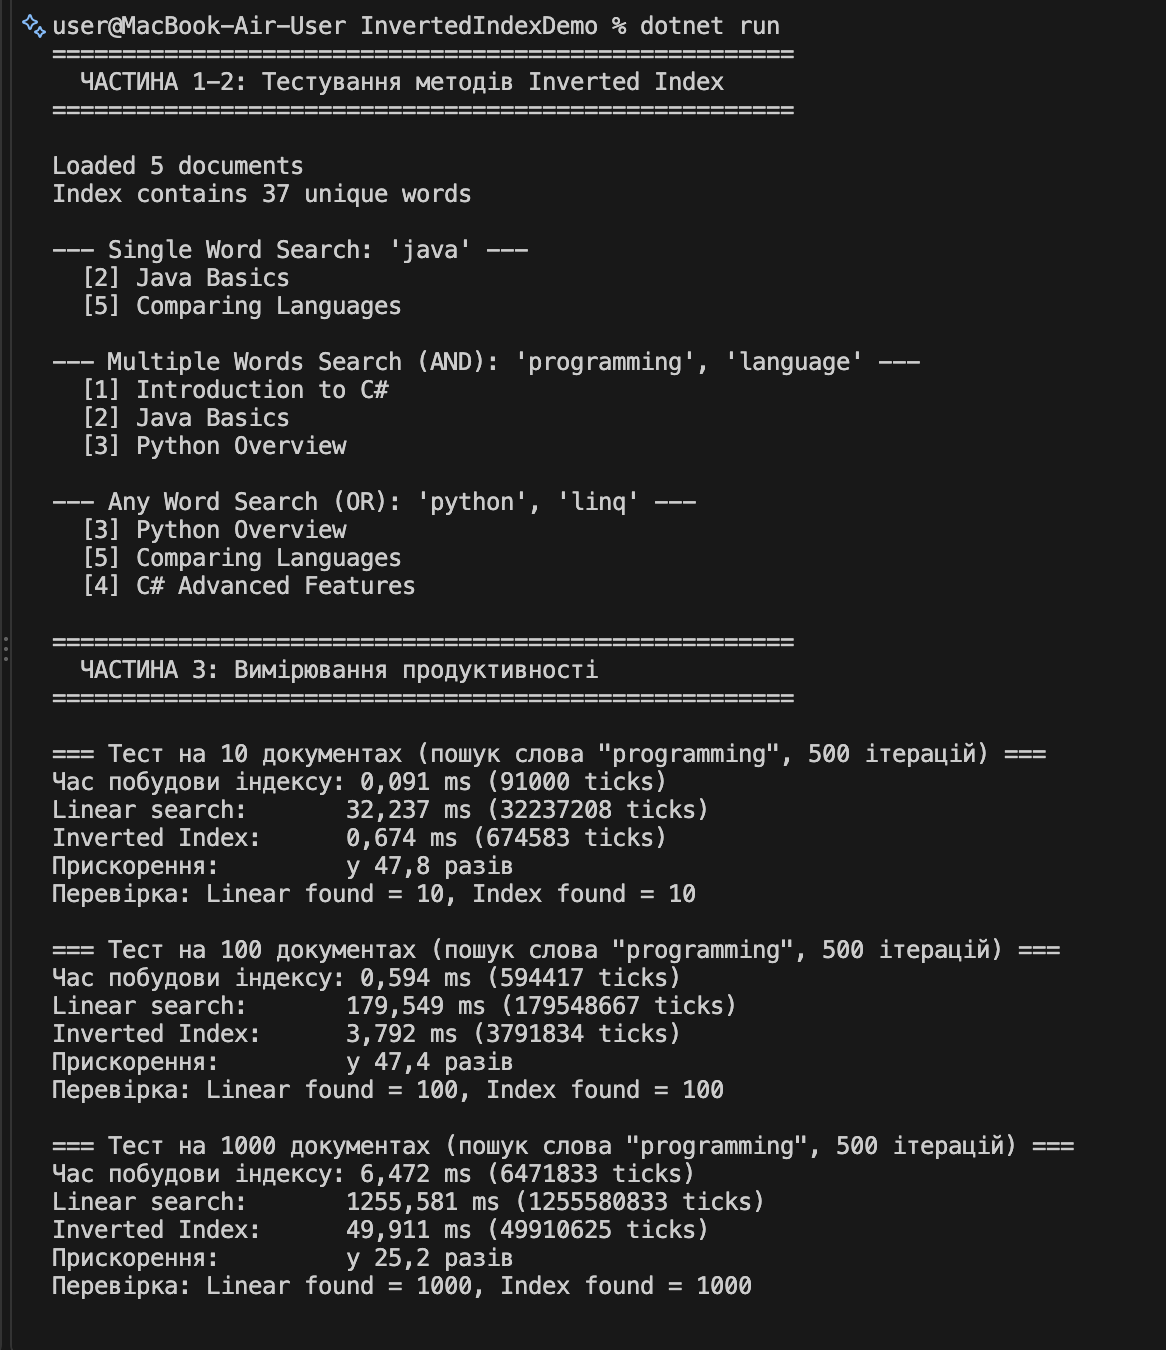 user@MacBook-Air-User InvertedIndexDemo % dotnet run
=====================================================
ЧАСТИНА 1-2: Тестування методів Inverted Index
=====================================================
Loaded 5 documents
Index contains 37 unique words
--- Single Word Search: 'java' ---
[2] Java Basics
[5] Comparing Languages
--- Multiple Words Search (AND): 'programming', 'language' ---
[1] Introduction to C#
[2] Java Basics
[3] Python Overview
--- Any Word Search (OR): 'python', 'linq' ---
[3] Python Overview
[5] Comparing Languages
[4] C# Advanced Features
=====================================================
ЧАСТИНА 3: Вимірювання продуктивності
=====================================================
=== Тест на 10 документах (пошук слова "programming", 500 ітерацій) ===
Час побудови індексу: 0,091 ms (91000 ticks)
Linear search:       32,237 ms (32237208 ticks)
Inverted Index:      0,674 ms (674583 ticks)
Прискорення:         у 47,8 разів
Перевірка: Linear found = 10, Index found = 10
=== Тест на 100 документах (пошук слова "programming", 500 ітерацій) ===
Час побудови індексу: 0,594 ms (594417 ticks)
Linear search:       179,549 ms (179548667 ticks)
Inverted Index:      3,792 ms (3791834 ticks)
Прискорення:         у 47,4 разів
Перевірка: Linear found = 100, Index found = 100
=== Тест на 1000 документах (пошук слова "programming", 500 ітерацій) ===
Час побудови індексу: 6,472 ms (6471833 ticks)
Linear search:       1255,581 ms (1255580833 ticks)
Inverted Index:      49,911 ms (49910625 ticks)
Прискорення:         у 25,2 разів
Перевірка: Linear found = 1000, Index found = 1000